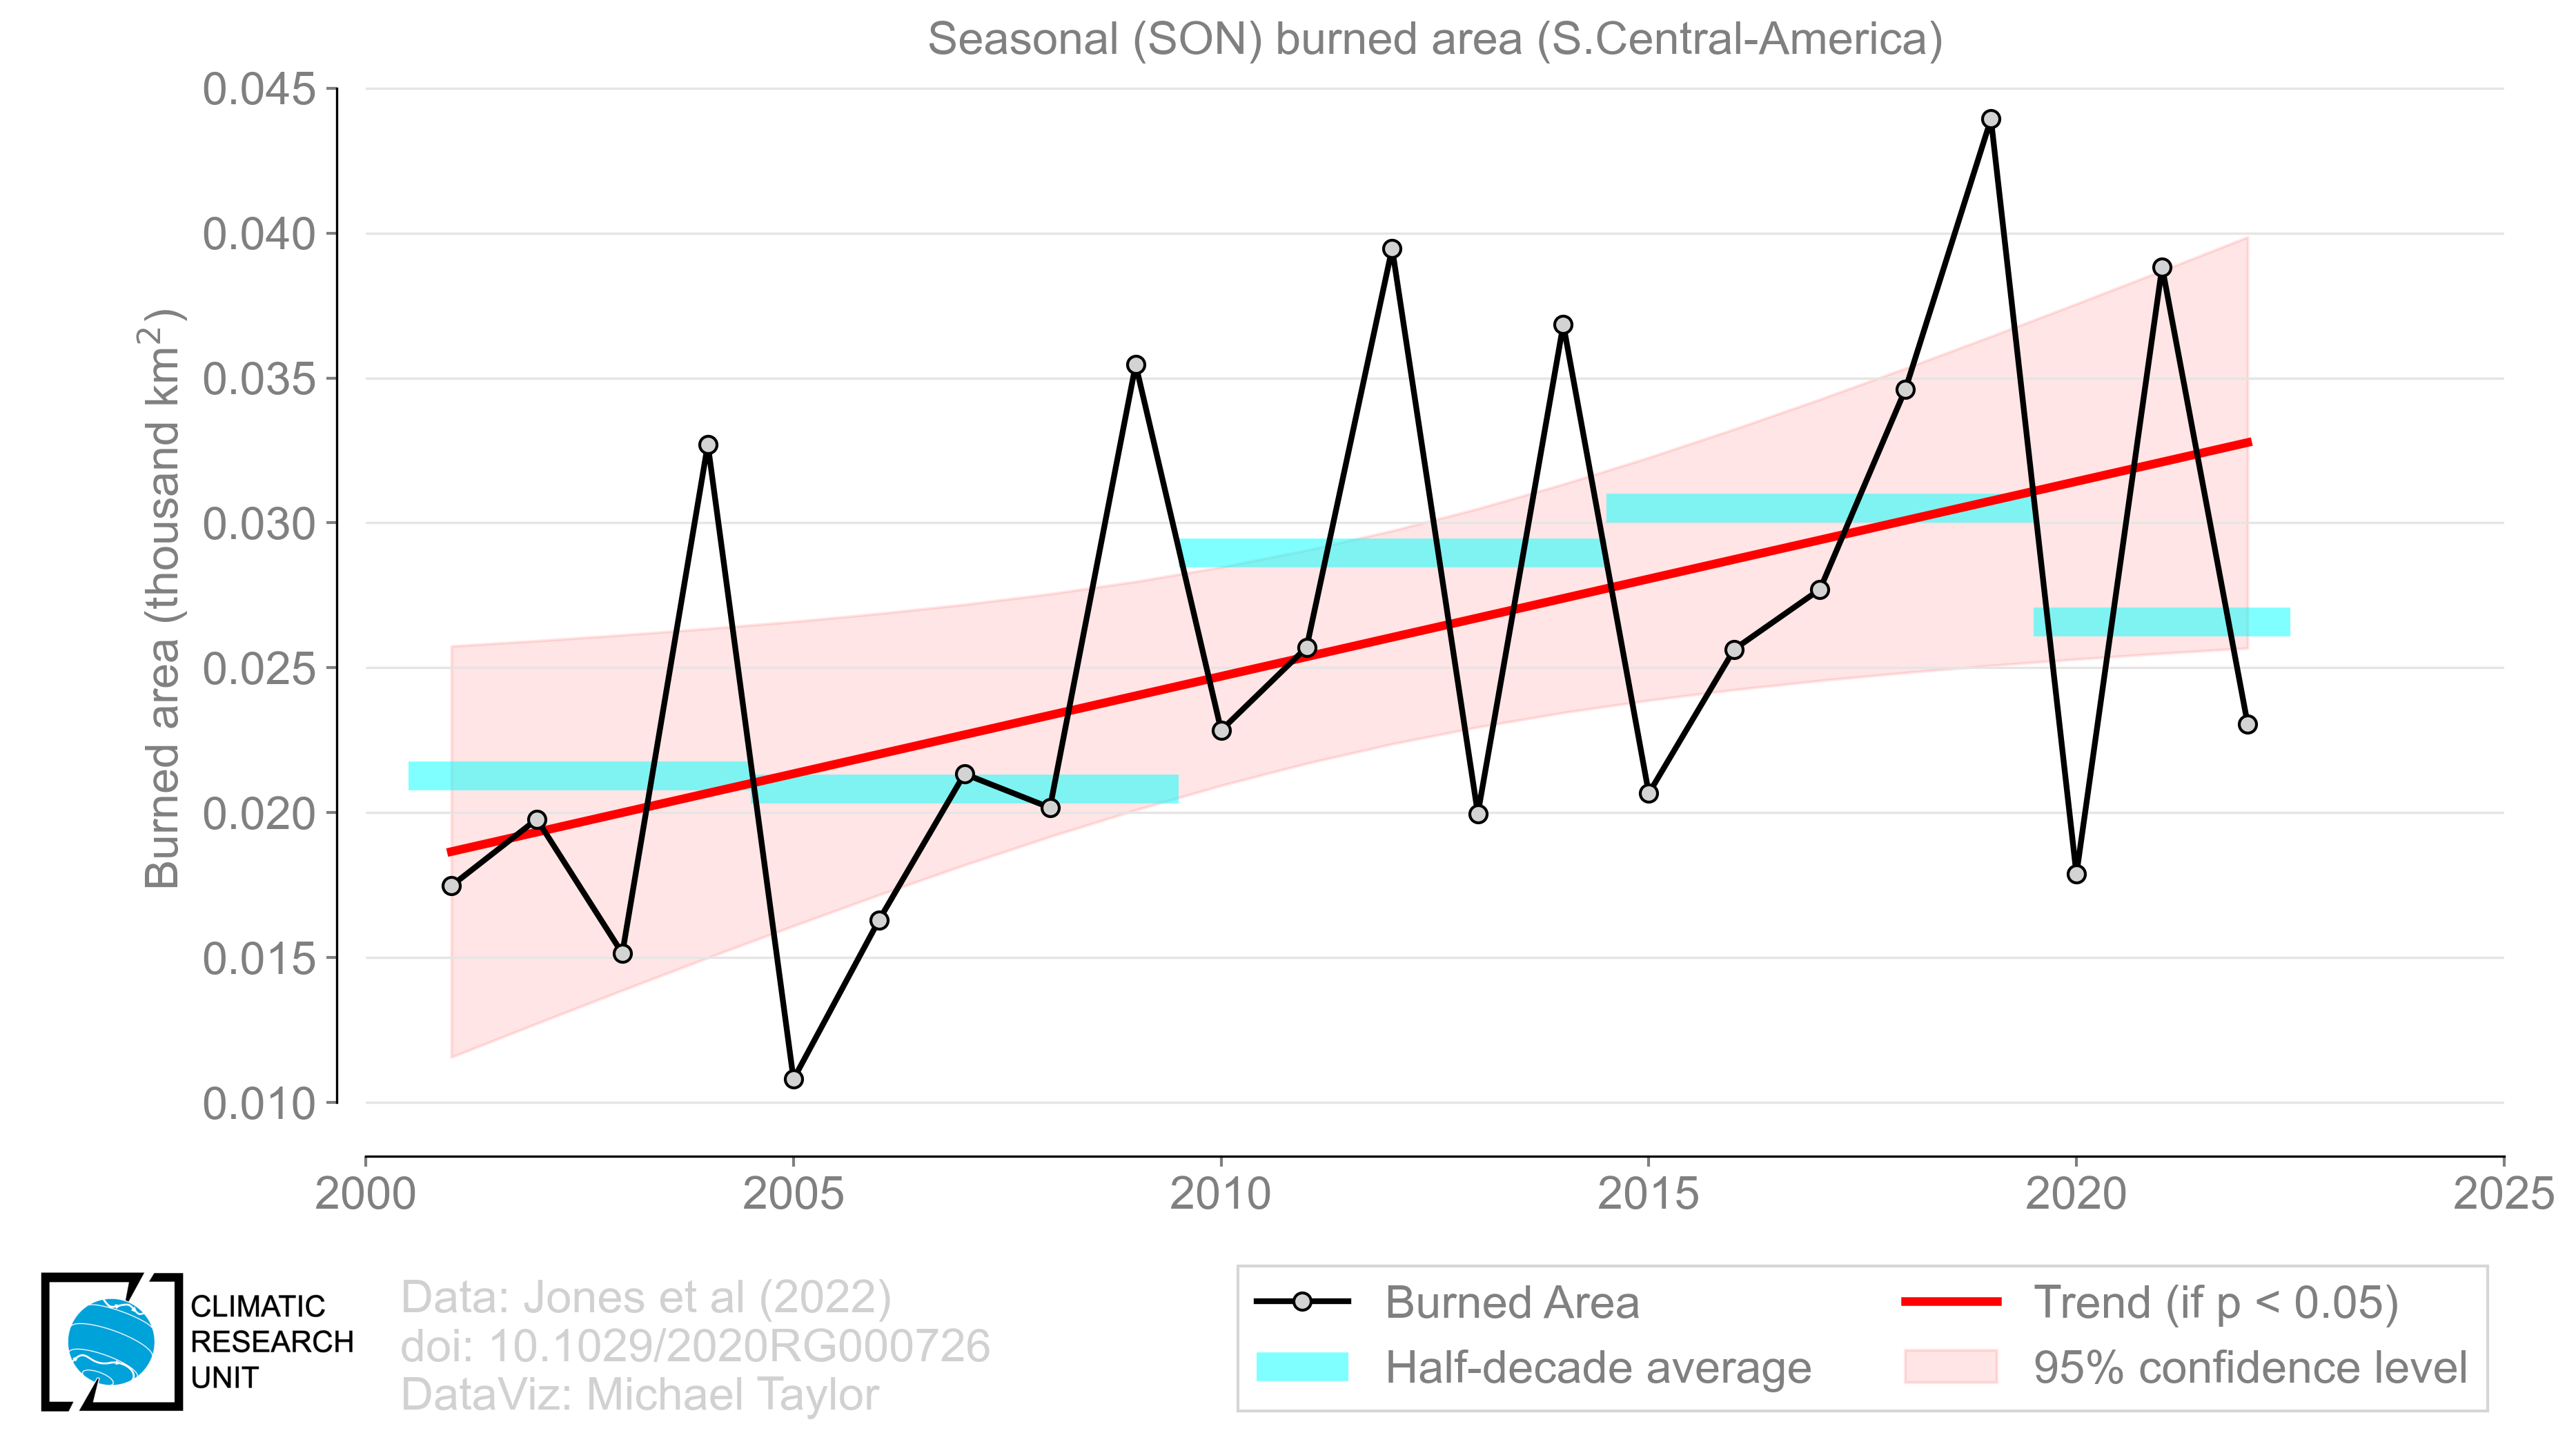 Seasonal (SON) burned area (S.Central-America)
Burned area (thousand km²)
0.045
0.040
0.035
0.030
0.025
0.020
0.015
0.010
2000 2005 2010 2015 2020 2025
CLIMATIC
RESEARCH
UNIT
Data: Jones et al (2022)
doi: 10.1029/2020RG000726
DataViz: Michael Taylor
Burned Area
Half-decade average
Trend (if p < 0.05)
95% confidence level